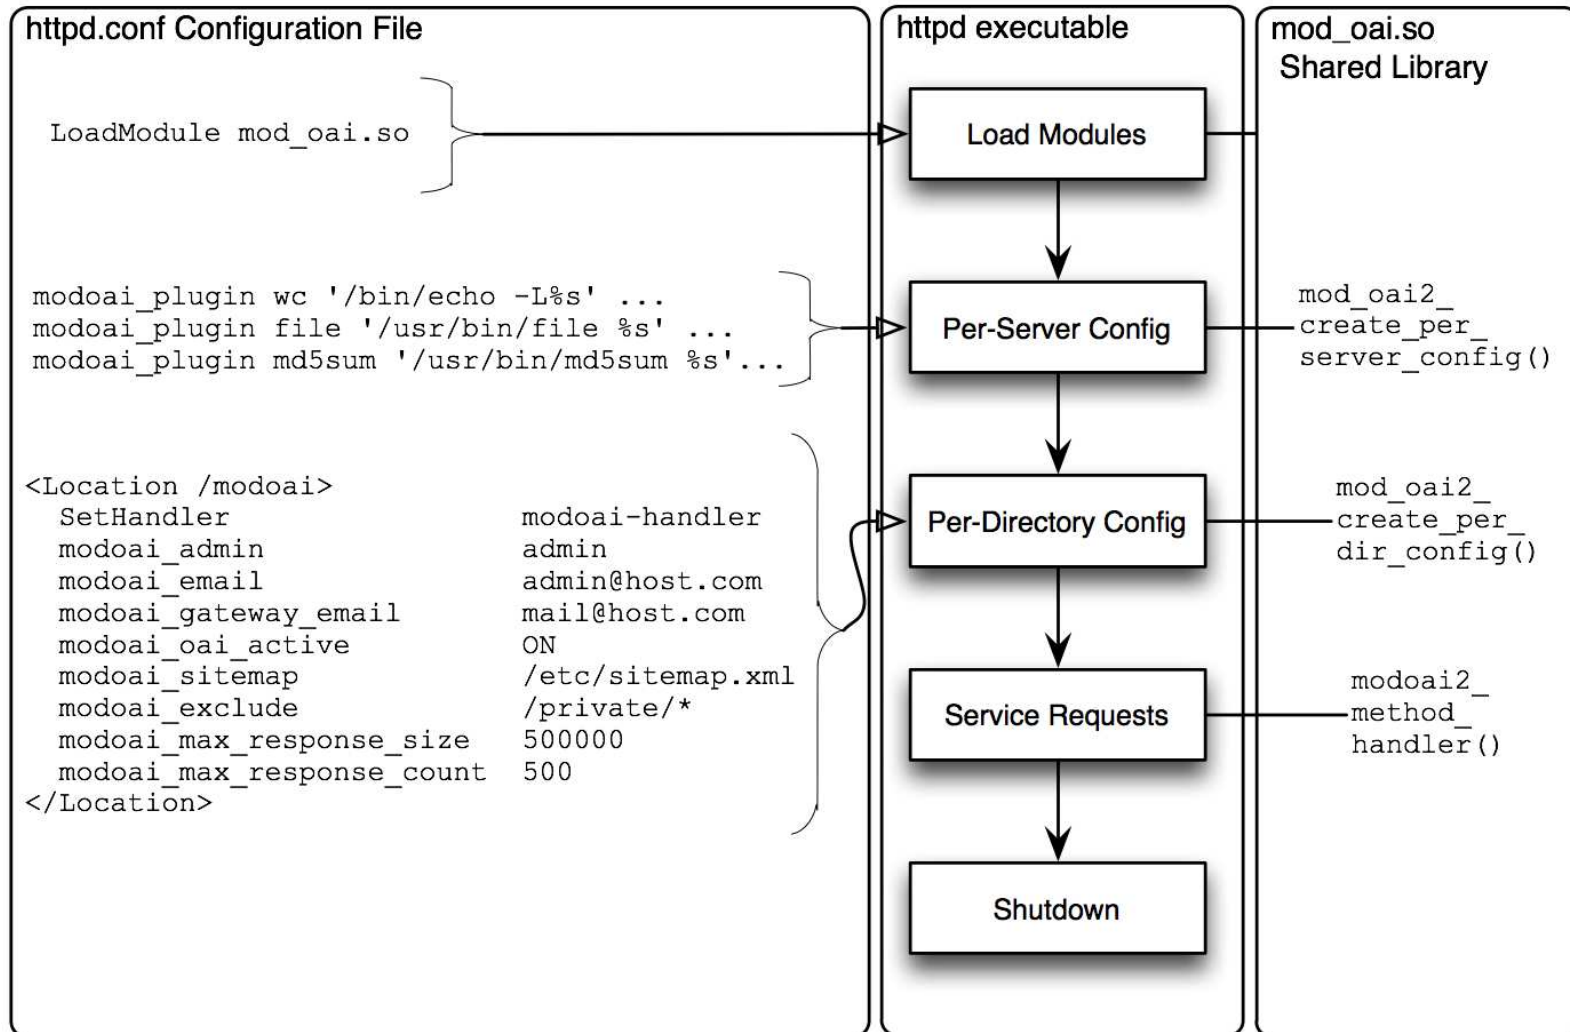 httpd.conf Configuration File
LoadModule mod_oai.so
modoai_plugin wc '/bin/echo -L%s' ...
modoai_plugin file '/usr/bin/file %s' ...
modoai_plugin md5sum '/usr/bin/md5sum %s'...
<Location /modoai>
SetHandler modoai-handler
modoai_admin admin
modoai_email admin@host.com
modoai_gateway_email mail@host.com
modoai_oai_active ON
modoai_sitemap /etc/sitemap.xml
modoai_exclude /private/*
modoai_max_response_size 500000
modoai_max_response_count 500
</Location>
httpd executable
Load Modules
Per-Server Config
Per-Directory Config
Service Requests
Shutdown
mod_oai.so
Shared Library
mod_oai2_
create_per_
server_config()
mod_oai2_
create_per_
dir_config()
modoai2_
method_
handler()